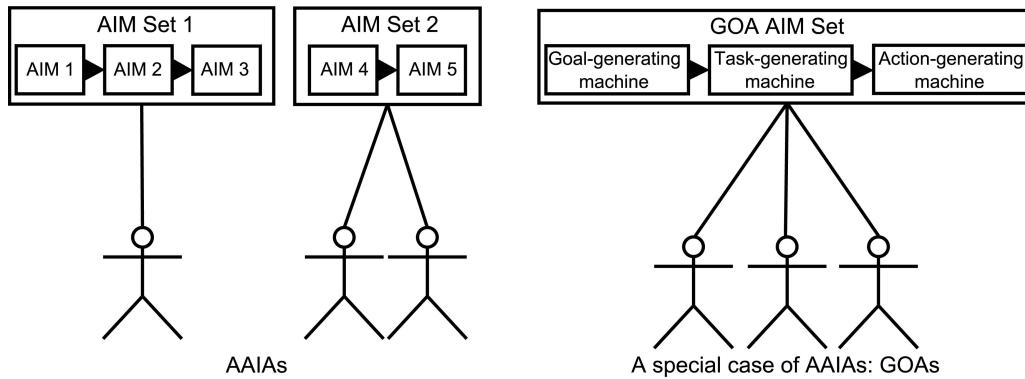 AIM Set 1
AIM 1
AIM 2
AIM 3
AIM Set 2
AIM 4
AIM 5
GOA AIM Set
Goal-generating
machine
Task-generating
machine
Action-generating
machine
AAIAs
A special case of AAIAs: GOAs